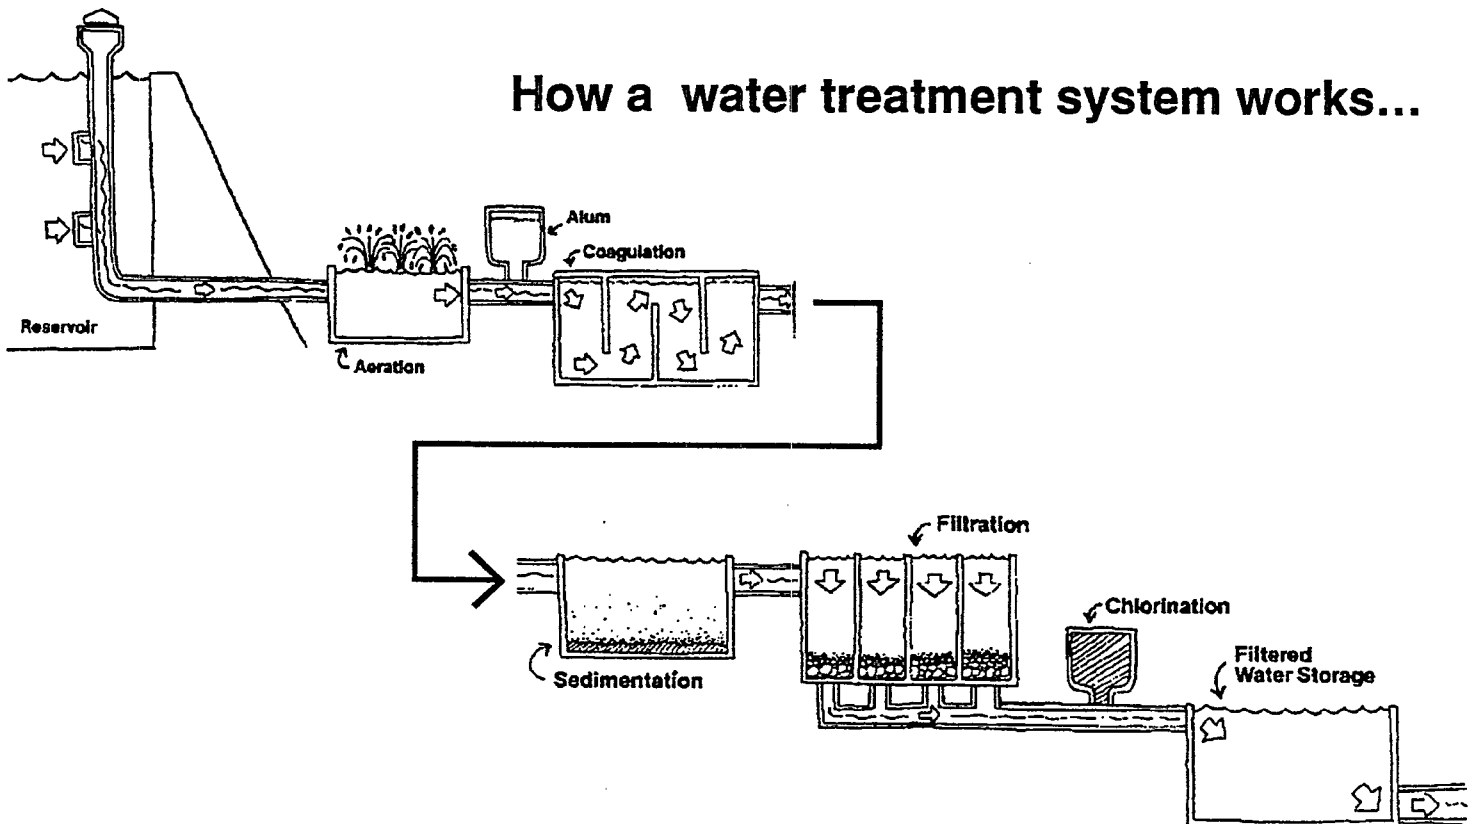 How a water treatment system works...
Alum
Coagulation
Reservoir
Aeration
Filtration
Chlorination
Sedimentation
Filtered
Water Storage